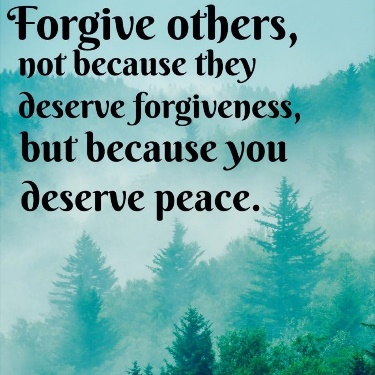 Forgive others,
not because they
deserve forgiveness,
but because you
deserve peace.